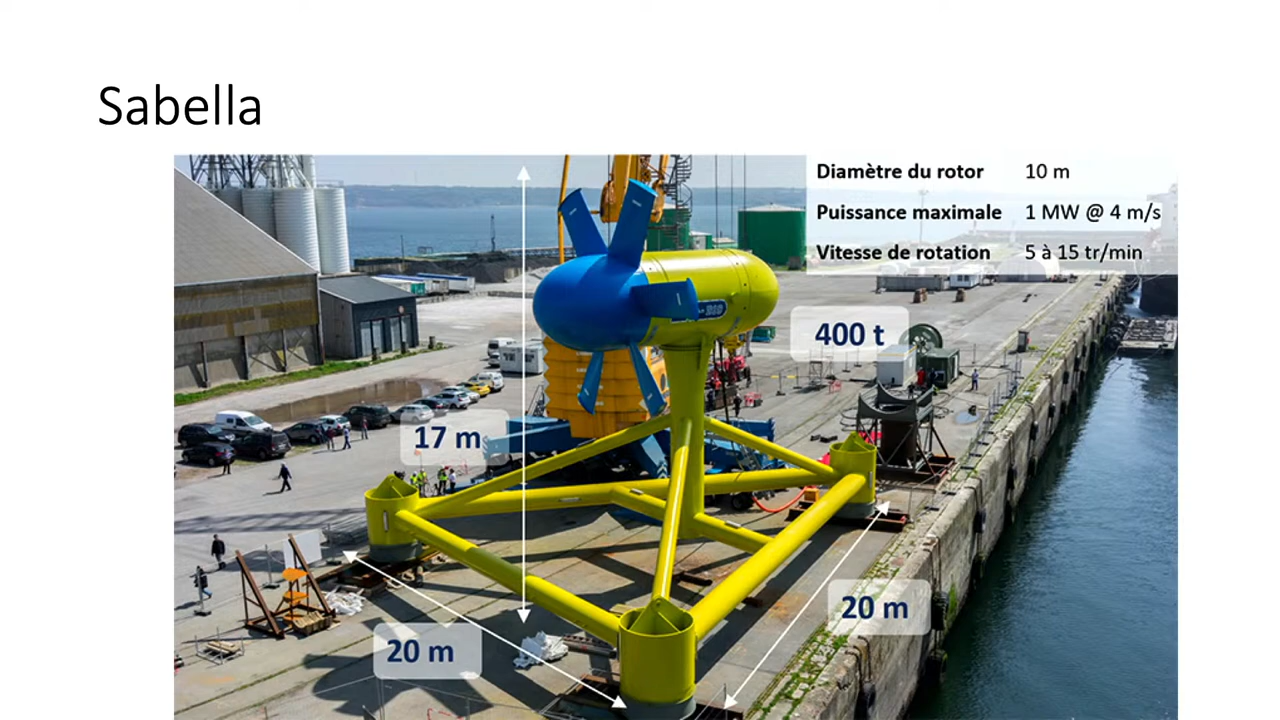 Sabella
Diamètre du rotor 10 m
Puissance maximale 1 MW @ 4 m/s
Vitesse de rotation 5 à 15 tr/min
400 t
17 m
20 m
20 m